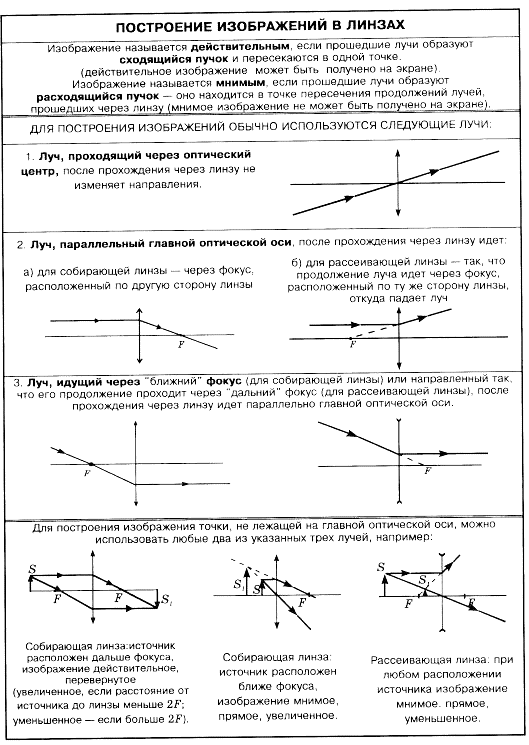 ПОСТРОЕНИЕ ИЗОБРАЖЕНИЙ В ЛИНЗАХ
Изображение называется действительным, если прошедшие лучи образуют
сходящийся пучок и пересекаются в одной точке.
(действительное изображение может быть получено на экране).
Изображение называется мнимым, если прошедшие лучи образуют
расходящийся пучок — оно находится в точке пересечения продолжений лучей,
прошедших через линзу (мнимое изображение не может быть получено на экране).
ДЛЯ ПОСТРОЕНИЯ ИЗОБРАЖЕНИЙ ОБЫЧНО ИСПОЛЬЗУЮТСЯ СЛЕДУЮЩИЕ ЛУЧИ:
1. Луч, проходящий через оптический
центр, после прохождения через линзу не
изменяет направления.
2. Луч, параллельный главной оптической оси, после прохождения через линзу идет:
а) для собирающей линзы — через фокус,
расположенный по другую сторону линзы
б) для рассеивающей линзы — так, что
продолжение луча идет через фокус,
расположенный по ту же сторону линзы,
откуда падает луч
F
F
3. Луч, идущий через "ближний" фокус (для собирающей линзы) или направленный так,
что его продолжение проходит через "дальний" фокус (для рассеивающей линзы), после
прохождения через линзу идет параллельно главной оптической оси.
F
F
Для построения изображения точки, не лежащей на главной оптической оси, можно
использовать любые два из указанных трех лучей, например:
S F F S₁
S₁ S F
S F S₁ F
Собирающая линза:источник
расположен дальше фокуса,
изображение действительное,
перевернутое
(увеличенное, если расстояние от
источника до линзы меньше 2F;
уменьшенное — если больше 2F).
Собирающая линза:
источник расположен
ближе фокуса,
изображение мнимое,
прямое, увеличенное.
Рассеивающая линза: при
любом расположении
источника изображение
мнимое. прямое,
уменьшенное.